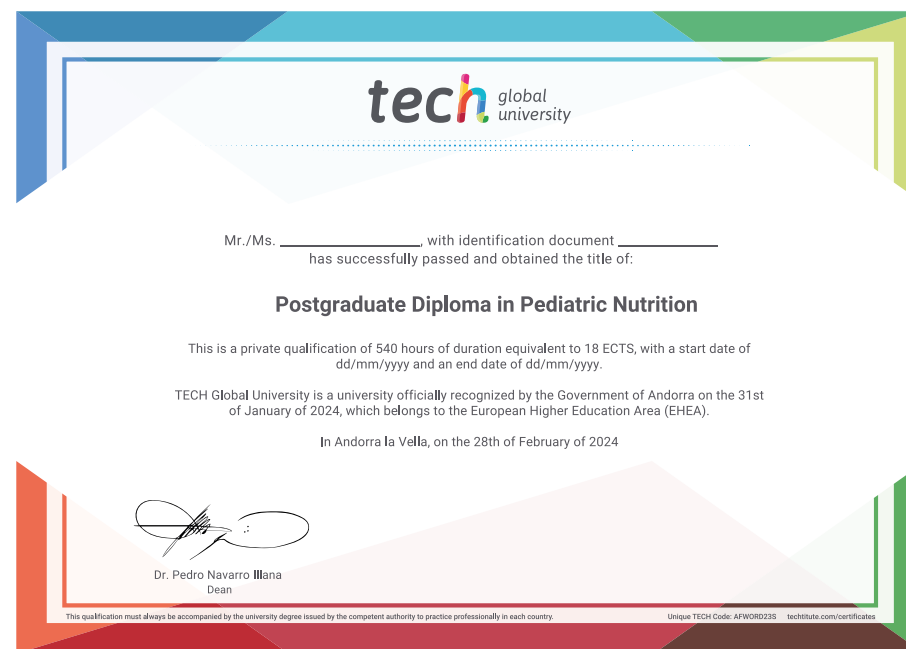 tech global university
Mr./Ms. ____________________, with identification document ______________
has successfully passed and obtained the title of:
Postgraduate Diploma in Pediatric Nutrition
This is a private qualification of 540 hours of duration equivalent to 18 ECTS, with a start date of
dd/mm/yyyy and an end date of dd/mm/yyyy.
TECH Global University is a university officially recognized by the Government of Andorra on the 31st
of January of 2024, which belongs to the European Higher Education Area (EHEA).
In Andorra la Vella, on the 28th of February of 2024
Dr. Pedro Navarro Illana
Dean
This qualification must always be accompanied by the university degree issued by the competent authority to practice professionally in each country.
Unique TECH Code: AFWORD23S techtitute.com/certificates